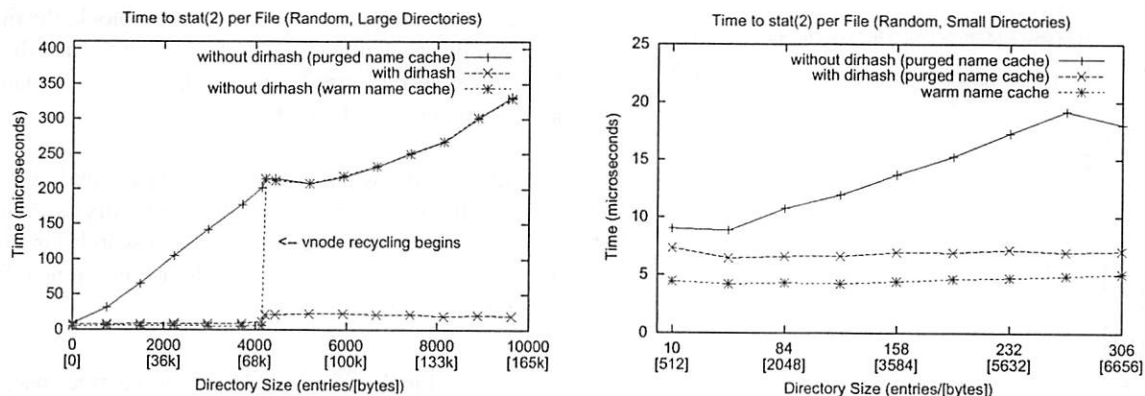 Time to stat(2) per File (Random, Large Directories)
400
350
300
250
200
150
100
50
0
Time (microseconds)
without dirhash (purged name cache)
with dirhash
without dirhash (warm name cache)
<-- vnode recycling begins
0 2000 4000 6000 8000 10000
[0] [36k] [68k] [100k] [133k] [165k]
Directory Size (entries/[bytes])
Time to stat(2) per File (Random, Small Directories)
25
20
15
10
5
0
Time (microseconds)
without dirhash (purged name cache)
with dirhash (purged name cache)
warm name cache
10 84 158 232 306
[512] [2048] [3584] [5632] [6656]
Directory Size (entries/[bytes])